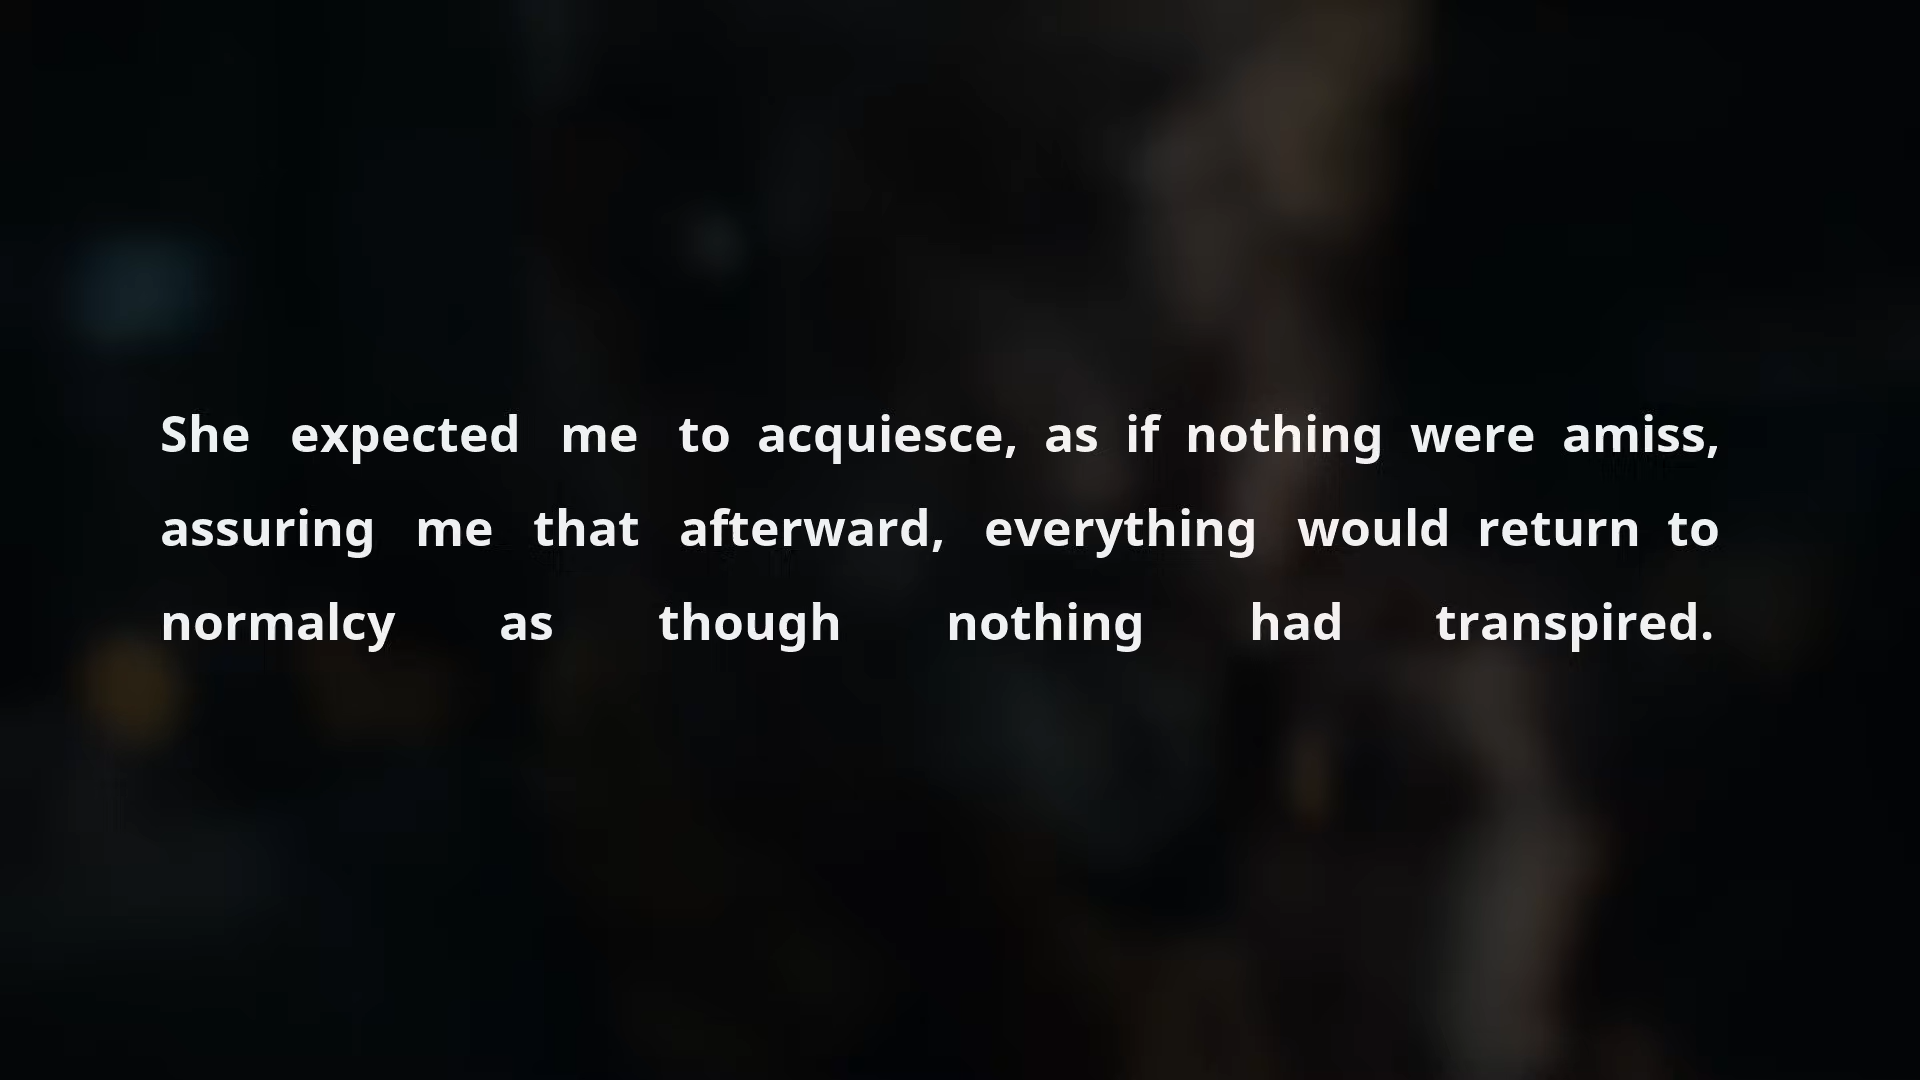 She expected me to acquiesce, as if nothing were amiss,
assuring me that afterward, everything would return to
normalcy as though nothing had transpired.